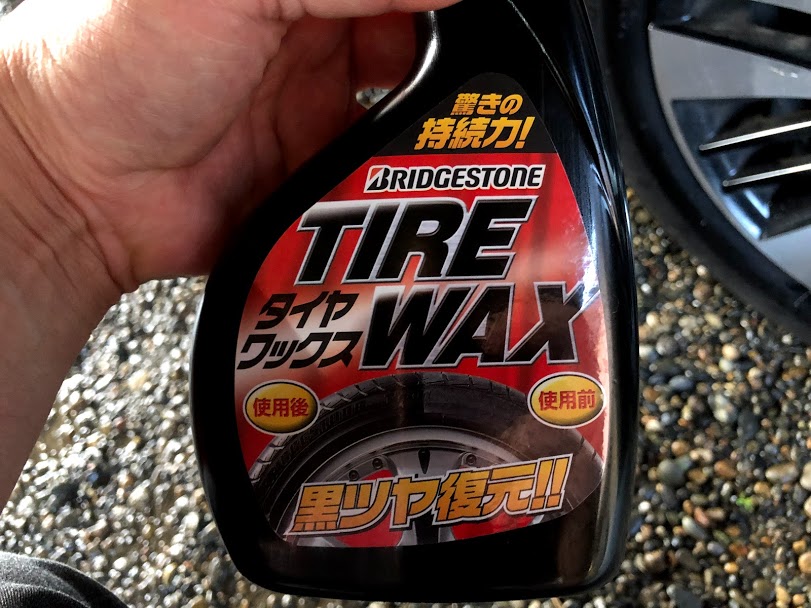 驚きの
持続力!
BRIDGESTONE
TIRE
タイヤ
ワックス
WAX
使用後
使用前
黒ツヤ復元!!